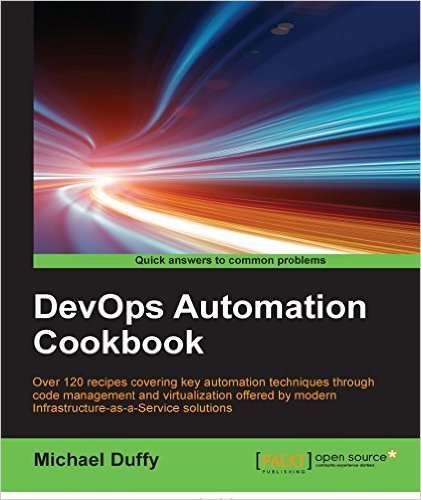 Quick answers to common problems
DevOps Automation
Cookbook
Over 120 recipes covering key automation techniques through
code management and virtualization offered by modern
Infrastructure-as-a-Service solutions
Michael Duffy
[PACKT] open source*
PUBLISHING community experience distilled